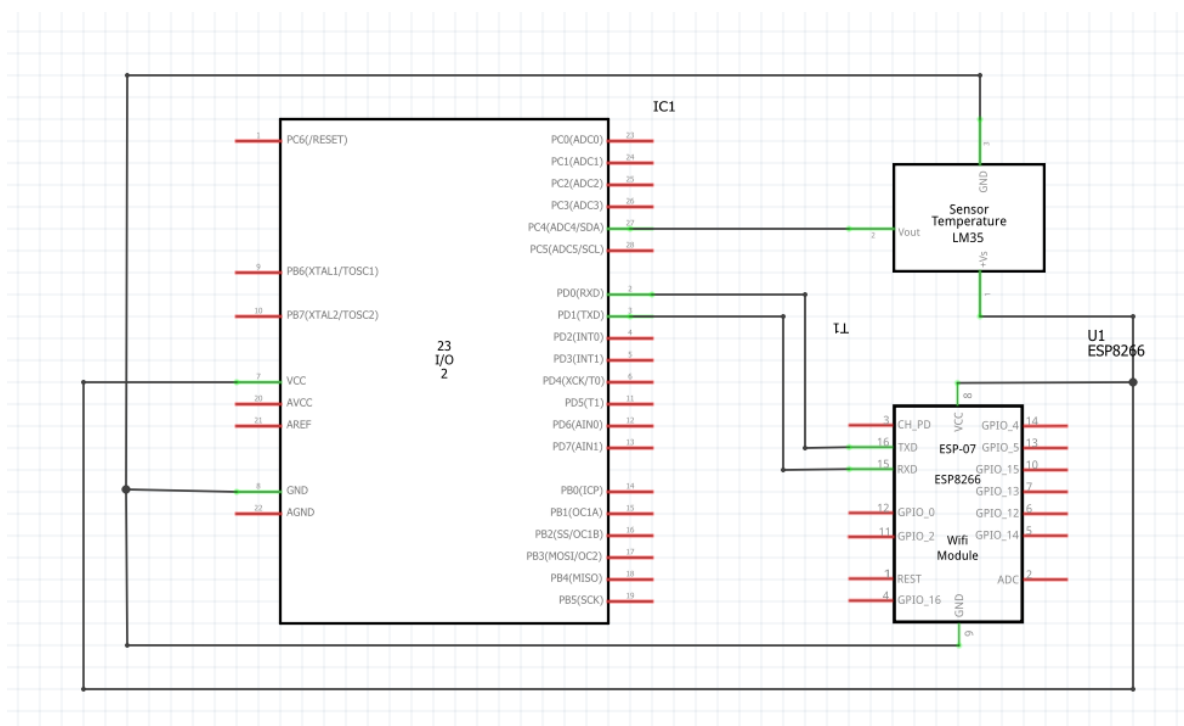 IC1
1
PC6(/RESET)
PC0(ADC0)
23
PC1(ADC1)
24
PC2(ADC2)
25
PC3(ADC3)
26
PC4(ADC4/SDA)
27
PC5(ADC5/SCL)
28
9
PB6(XTAL1/TOSC1)
PD0(RXD)
2
10
PB7(XTAL2/TOSC2)
PD1(TXD)
3
PD2(INT0)
4
PD3(INT1)
5
23
I/O
2
7
VCC
PD4(XCK/T0)
6
20
AVCC
PD5(T1)
11
21
AREF
PD6(AIN0)
12
PD7(AIN1)
13
8
GND
PB0(ICP)
14
22
AGND
PB1(OC1A)
15
PB2(SS/OC1B)
16
PB3(MOSI/OC2)
17
PB4(MISO)
18
PB5(SCK)
19
3
GND
Sensor
Temperature
LM35
2
Vout
+Vs
1
T1
U1
ESP8266
8
VCC
3
CH_PD
GPIO_4
14
16
TXD
ESP-07
GPIO_5
13
15
RXD
ESP8266
GPIO_15
10
GPIO_13
7
12
GPIO_0
GPIO_12
6
11
GPIO_2
GPIO_14
5
Wifi
Module
1
REST
ADC
2
4
GPIO_16
GND
9